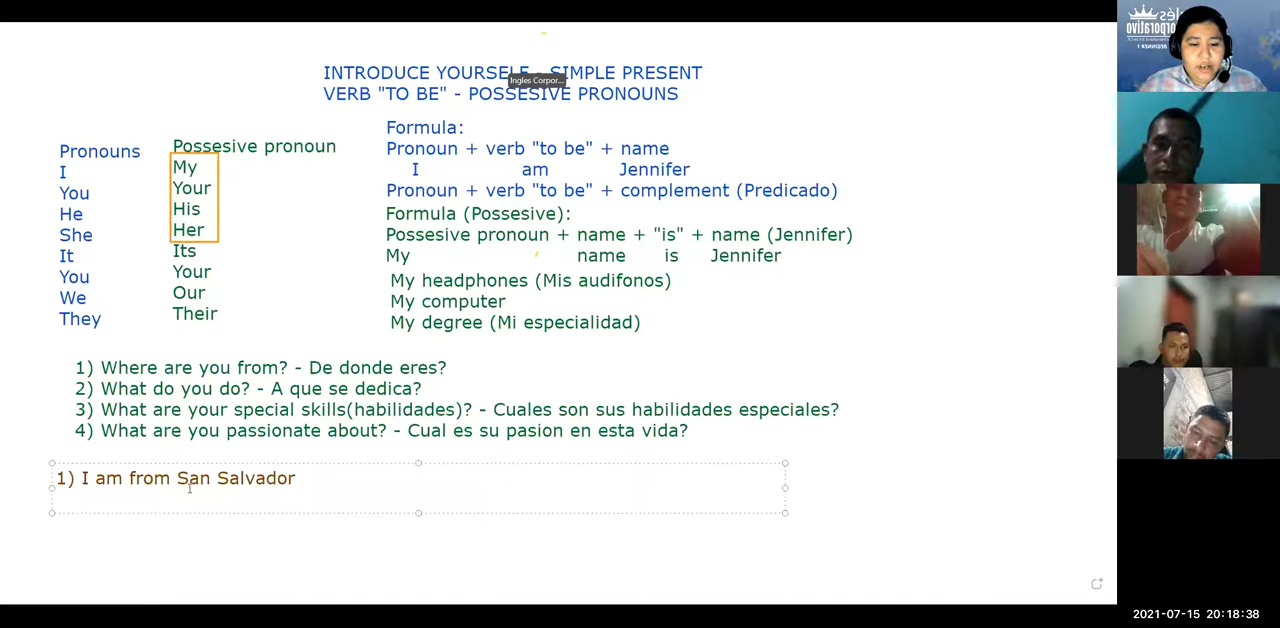 INTRODUCE YOURSELF - SIMPLE PRESENT
Ingles Corpor...
VERB "TO BE" - POSSESIVE PRONOUNS
Pronouns
I
You
He
She
It
You
We
They
Possesive pronoun
My
Your
His
Her
Its
Your
Our
Their
Formula:
Pronoun + verb "to be" + name
I am Jennifer
Pronoun + verb "to be" + complement (Predicado)
Formula (Possesive):
Possesive pronoun + name + "is" + name (Jennifer)
My name is Jennifer
My headphones (Mis audifonos)
My computer
My degree (Mi especialidad)
1) Where are you from? - De donde eres?
2) What do you do? - A que se dedica?
3) What are your special skills(habilidades)? - Cuales son sus habilidades especiales?
4) What are you passionate about? - Cual es su pasion en esta vida?
1) I am from San Salvador
2021-07-15 20:18:38